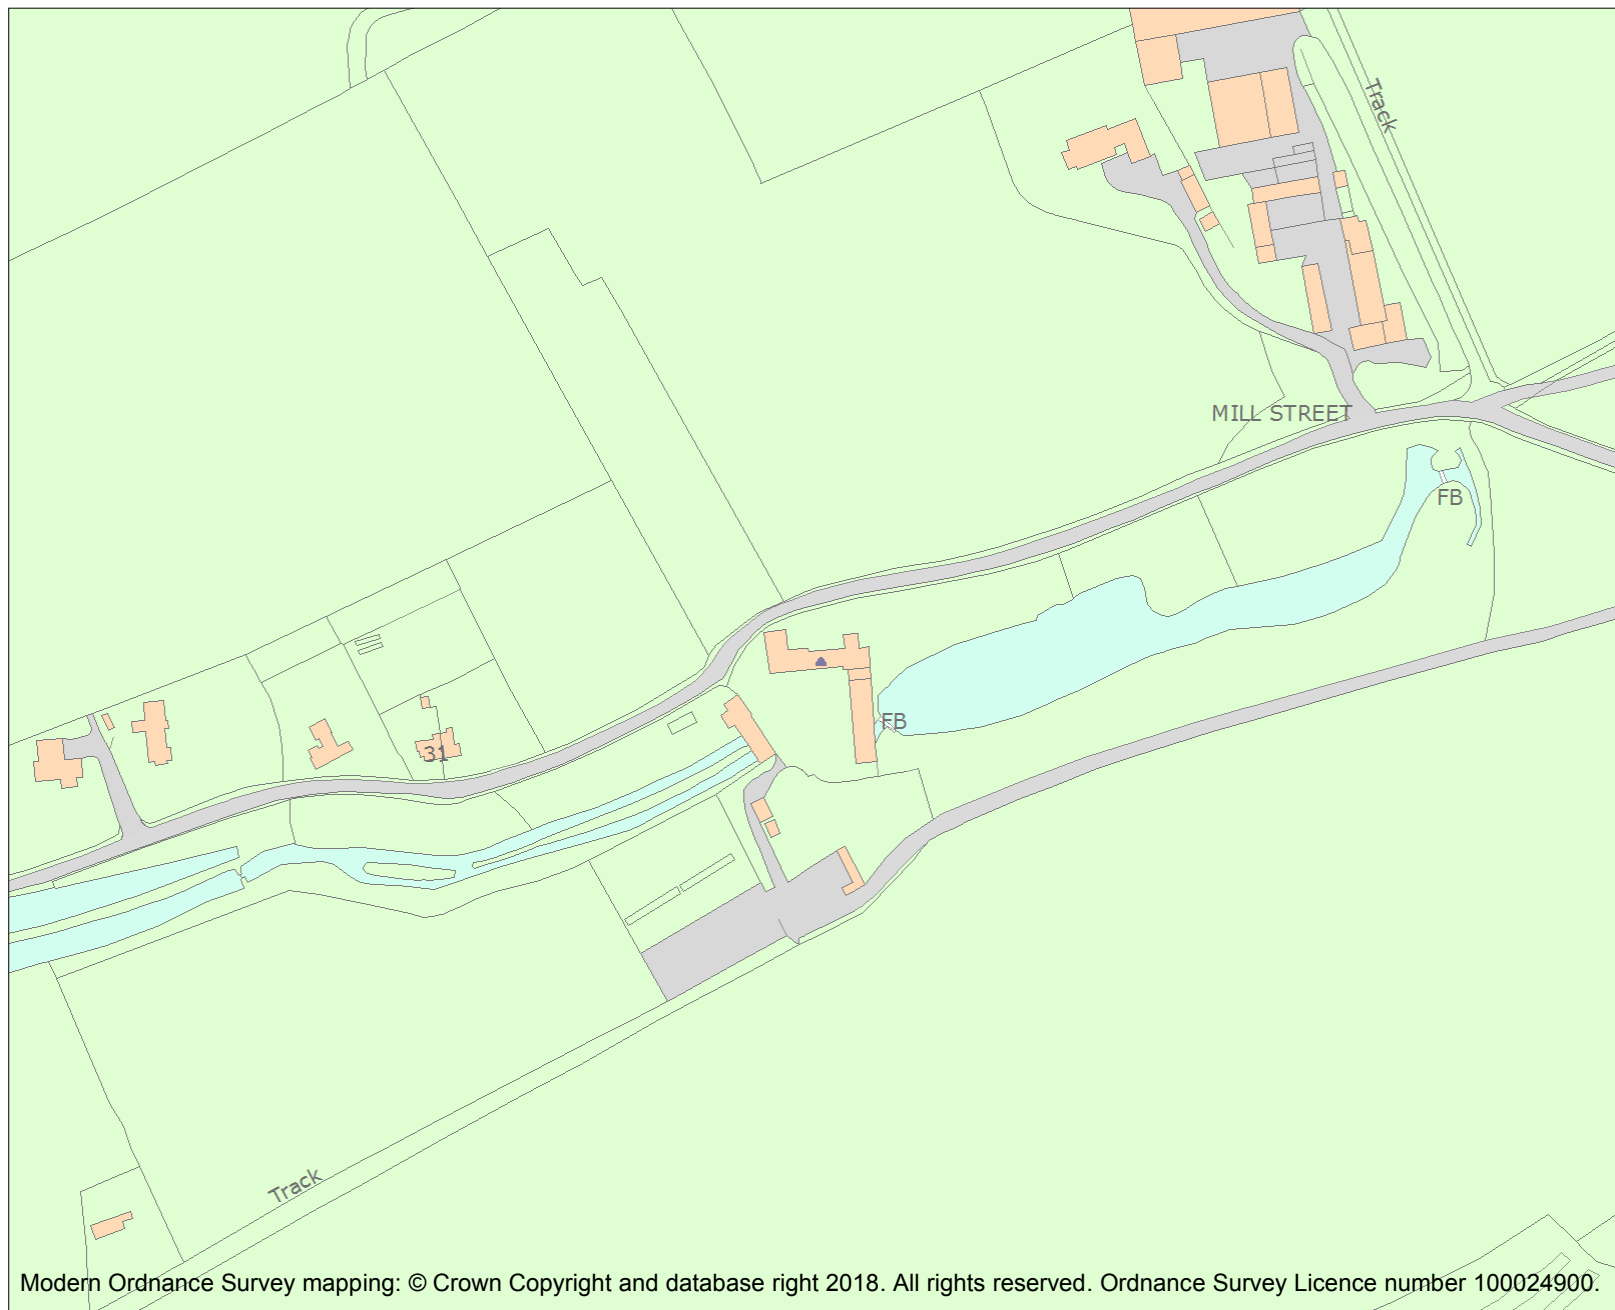 Track
MILL STREET
FB
FB
31
Track
Modern Ordnance Survey mapping: © Crown Copyright and database right 2018. All rights reserved. Ordnance Survey Licence number 100024900.